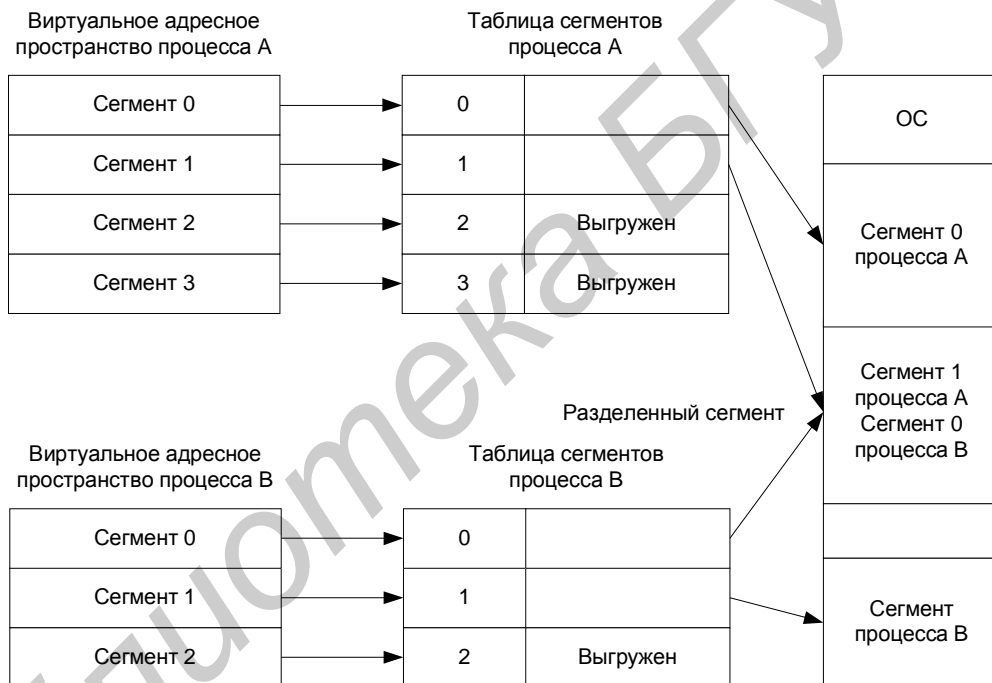 Виртуальное адресное
пространство процесса А
Таблица сегментов
процесса А
Сегмент 0
0
Сегмент 1
1
Сегмент 2
2
Выгружен
Сегмент 3
3
Выгружен
ОС
Сегмент 0
процесса А
Сегмент 1
процесса А
Сегмент 0
процесса В
Разделенный сегмент
Виртуальное адресное
пространство процесса В
Таблица сегментов
процесса В
Сегмент 0
0
Сегмент 1
1
Сегмент 2
2
Выгружен
Сегмент
процесса В